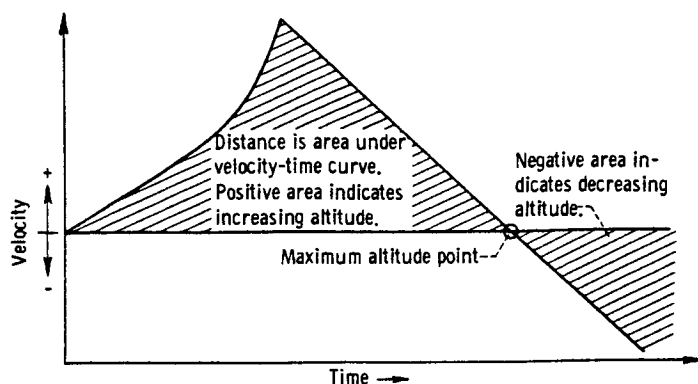 Distance is area under
velocity-time curve.
Positive area indicates
increasing altitude.
Negative area in-
dicates decreasing
altitude.
Maximum altitude point
+
Velocity
-
Time